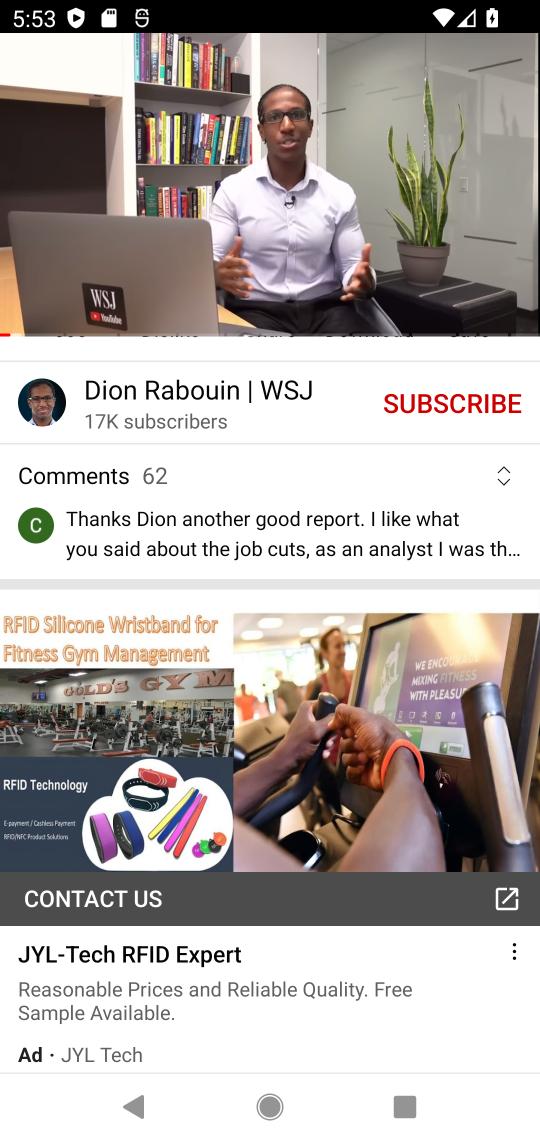 5:53
WSJ
YouTube
Dion Rabouin | WSJ
17K subscribers
SUBSCRIBE
Comments 62
C
Thanks Dion another good report. I like what
you said about the job cuts, as an analyst I was th…
RFID Silicone Wristband for
Fitness Gym Management
GOLD'S GYM
RFID Technology
E-payment / Cashless Payment
RFID/NFC Product Solutions
WE ENCOURAGE
MIXING FITNESS
WITH PLEASURE
CONTACT US
JYL-Tech RFID Expert
Reasonable Prices and Reliable Quality. Free
Sample Available.
Ad · JYL Tech